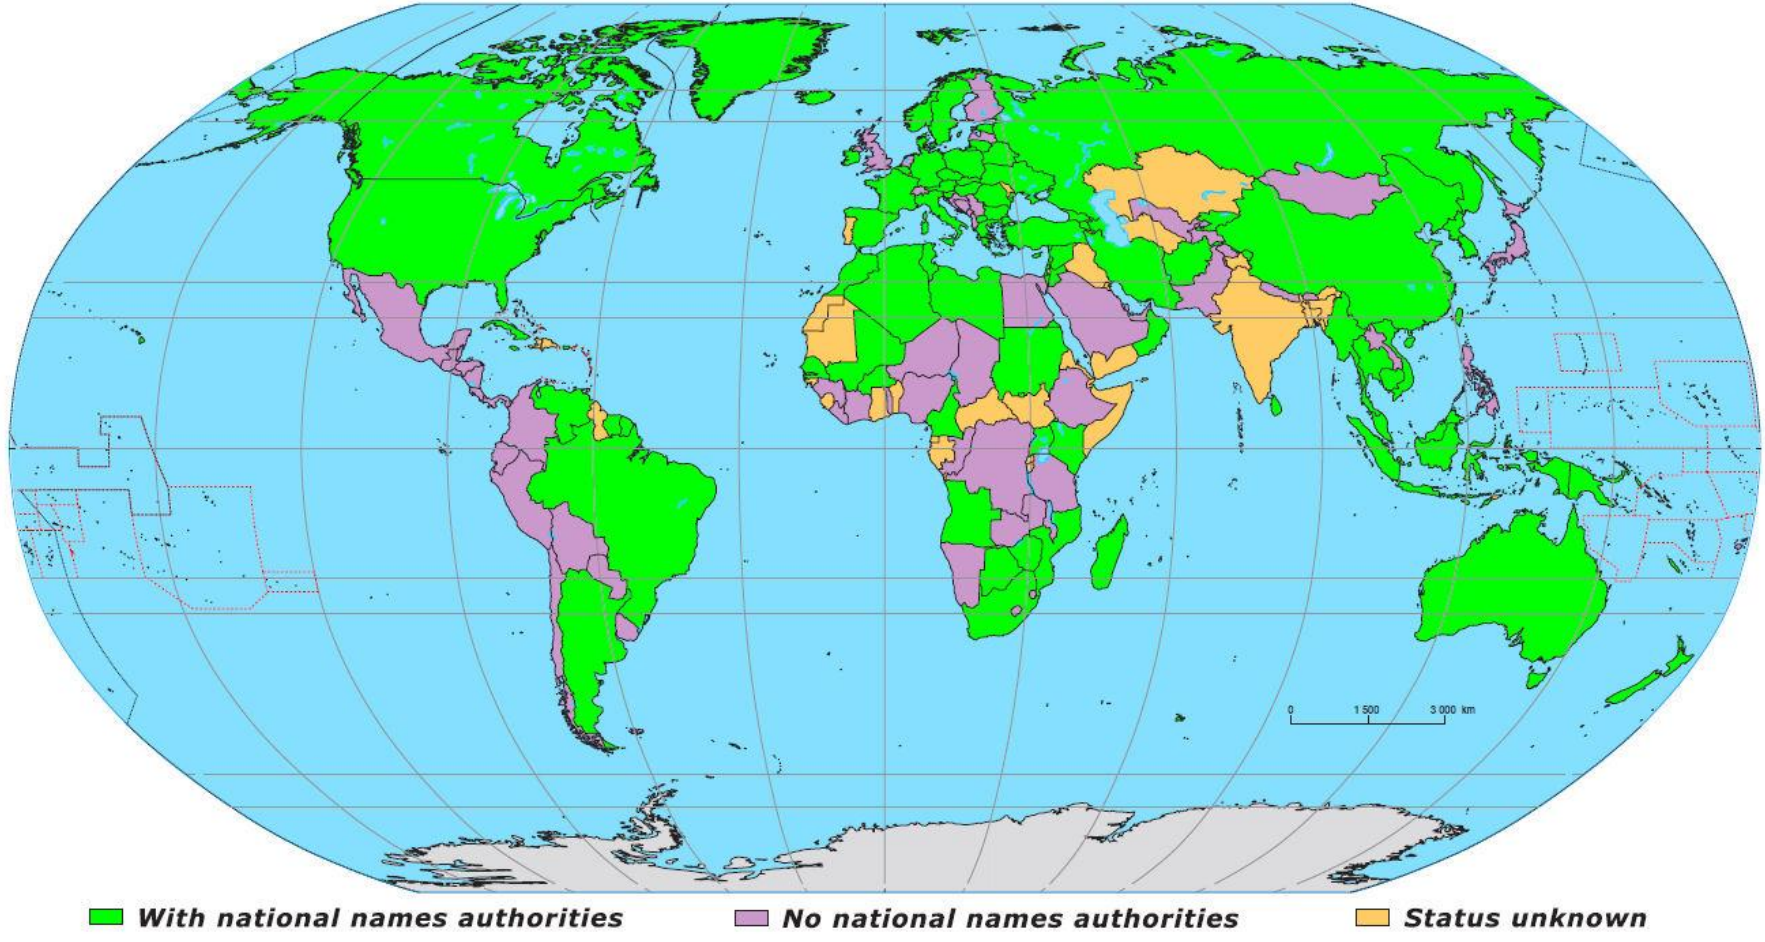 0 1 500 3 000 km
With national names authorities
No national names authorities
Status unknown